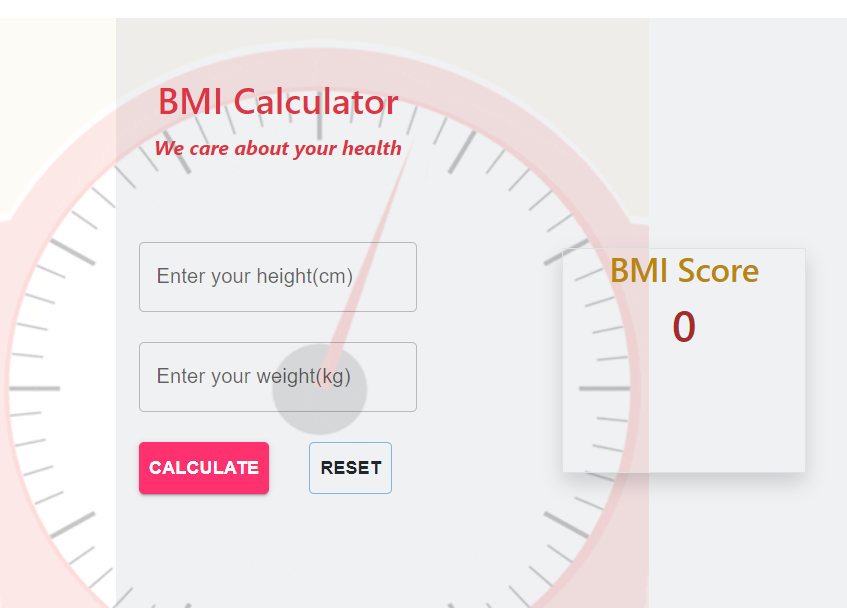 BMI Calculator
We care about your health
Enter your height(cm)
Enter your weight(kg)
CALCULATE
RESET
BMI Score
0